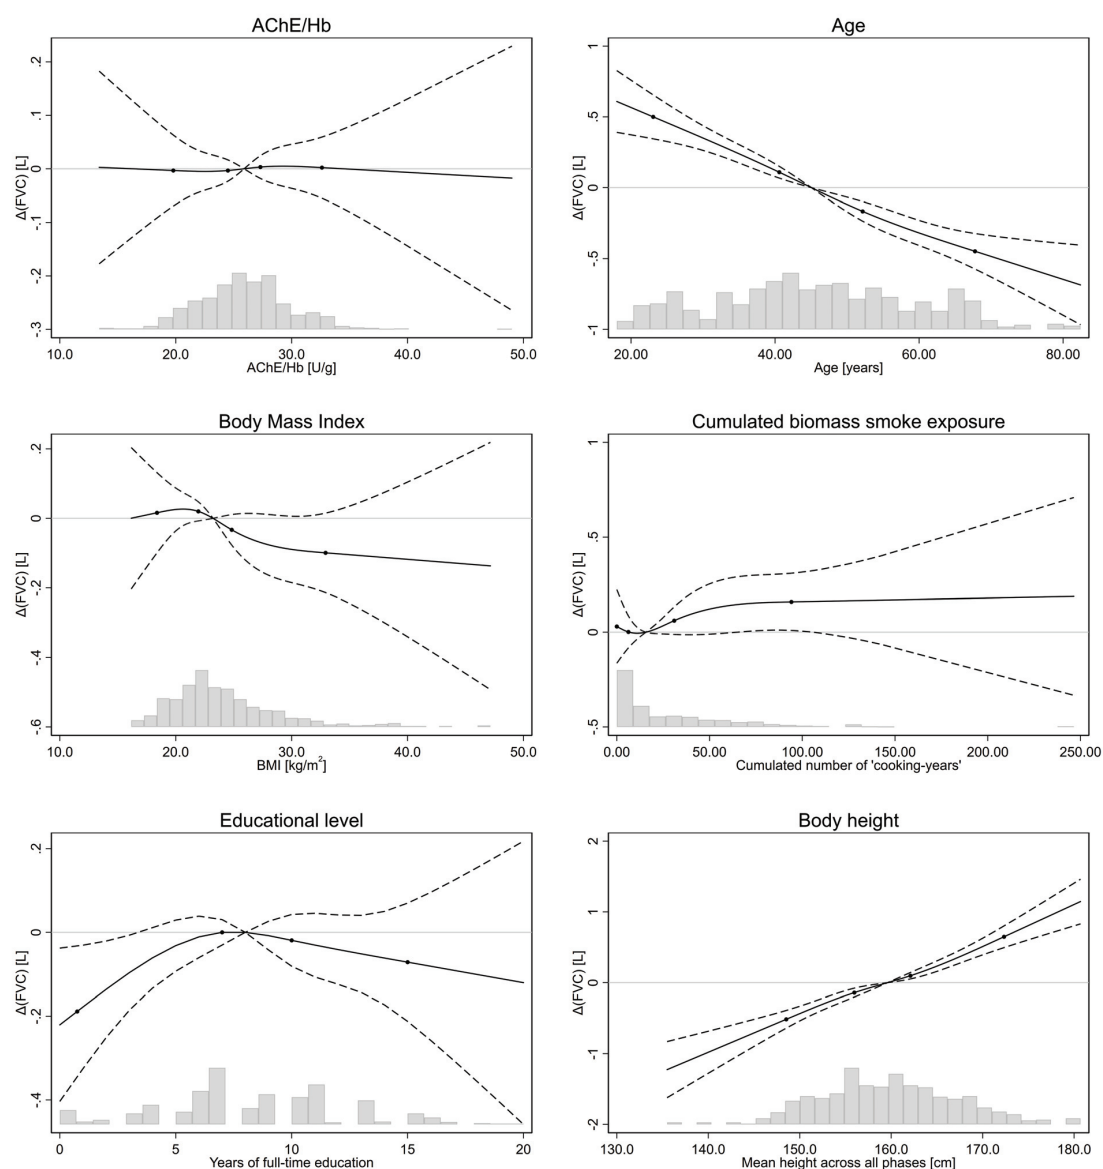 AChE/Hb
Δ(FVC) [L]
.2
.1
0
-.1
-.2
-.3
10.0 20.0 30.0 40.0 50.0
AChE/Hb [U/g]
Age
Δ(FVC) [L]
1
.5
0
-.5
-1
20.00 40.00 60.00 80.00
Age [years]
Body Mass Index
Δ(FVC) [L]
.2
0
-.2
-.4
-.6
10.0 20.0 30.0 40.0 50.0
BMI [kg/m²]
Cumulated biomass smoke exposure
Δ(FVC) [L]
1
.5
0
-.5
0.00 50.00 100.00 150.00 200.00 250.00
Cumulated number of 'cooking-years'
Educational level
Δ(FVC) [L]
.2
0
-.2
-.4
0 5 10 15 20
Years of full-time education
Body height
Δ(FVC) [L]
2
1
0
-1
-2
130.0 140.0 150.0 160.0 170.0 180.0
Mean height across all phases [cm]